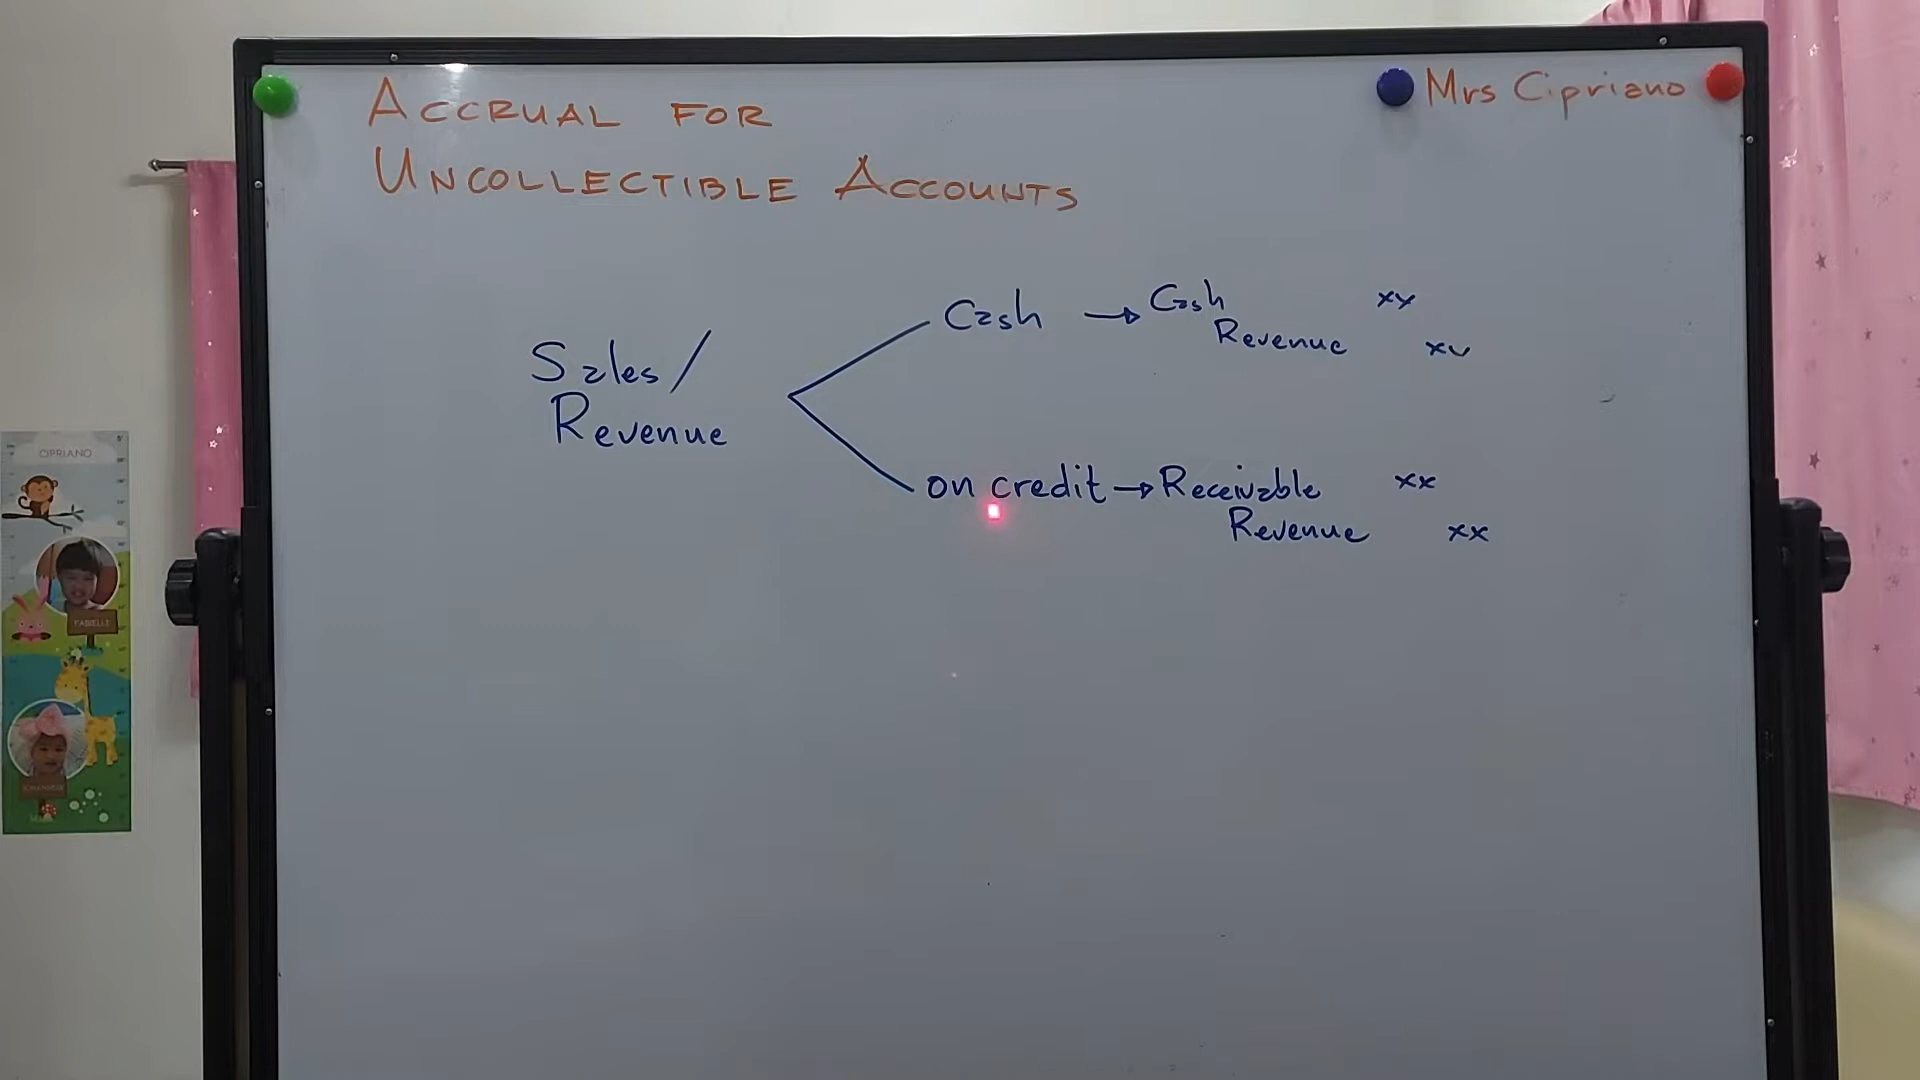 ACCRUAL FOR
UNCOLLECTIBLE ACCOUNTS
Mrs Cipriano
Sales/
Revenue
Cash → Cash xx
Revenue xx
on credit → Receivable xx
Revenue xx
CIPRIANO